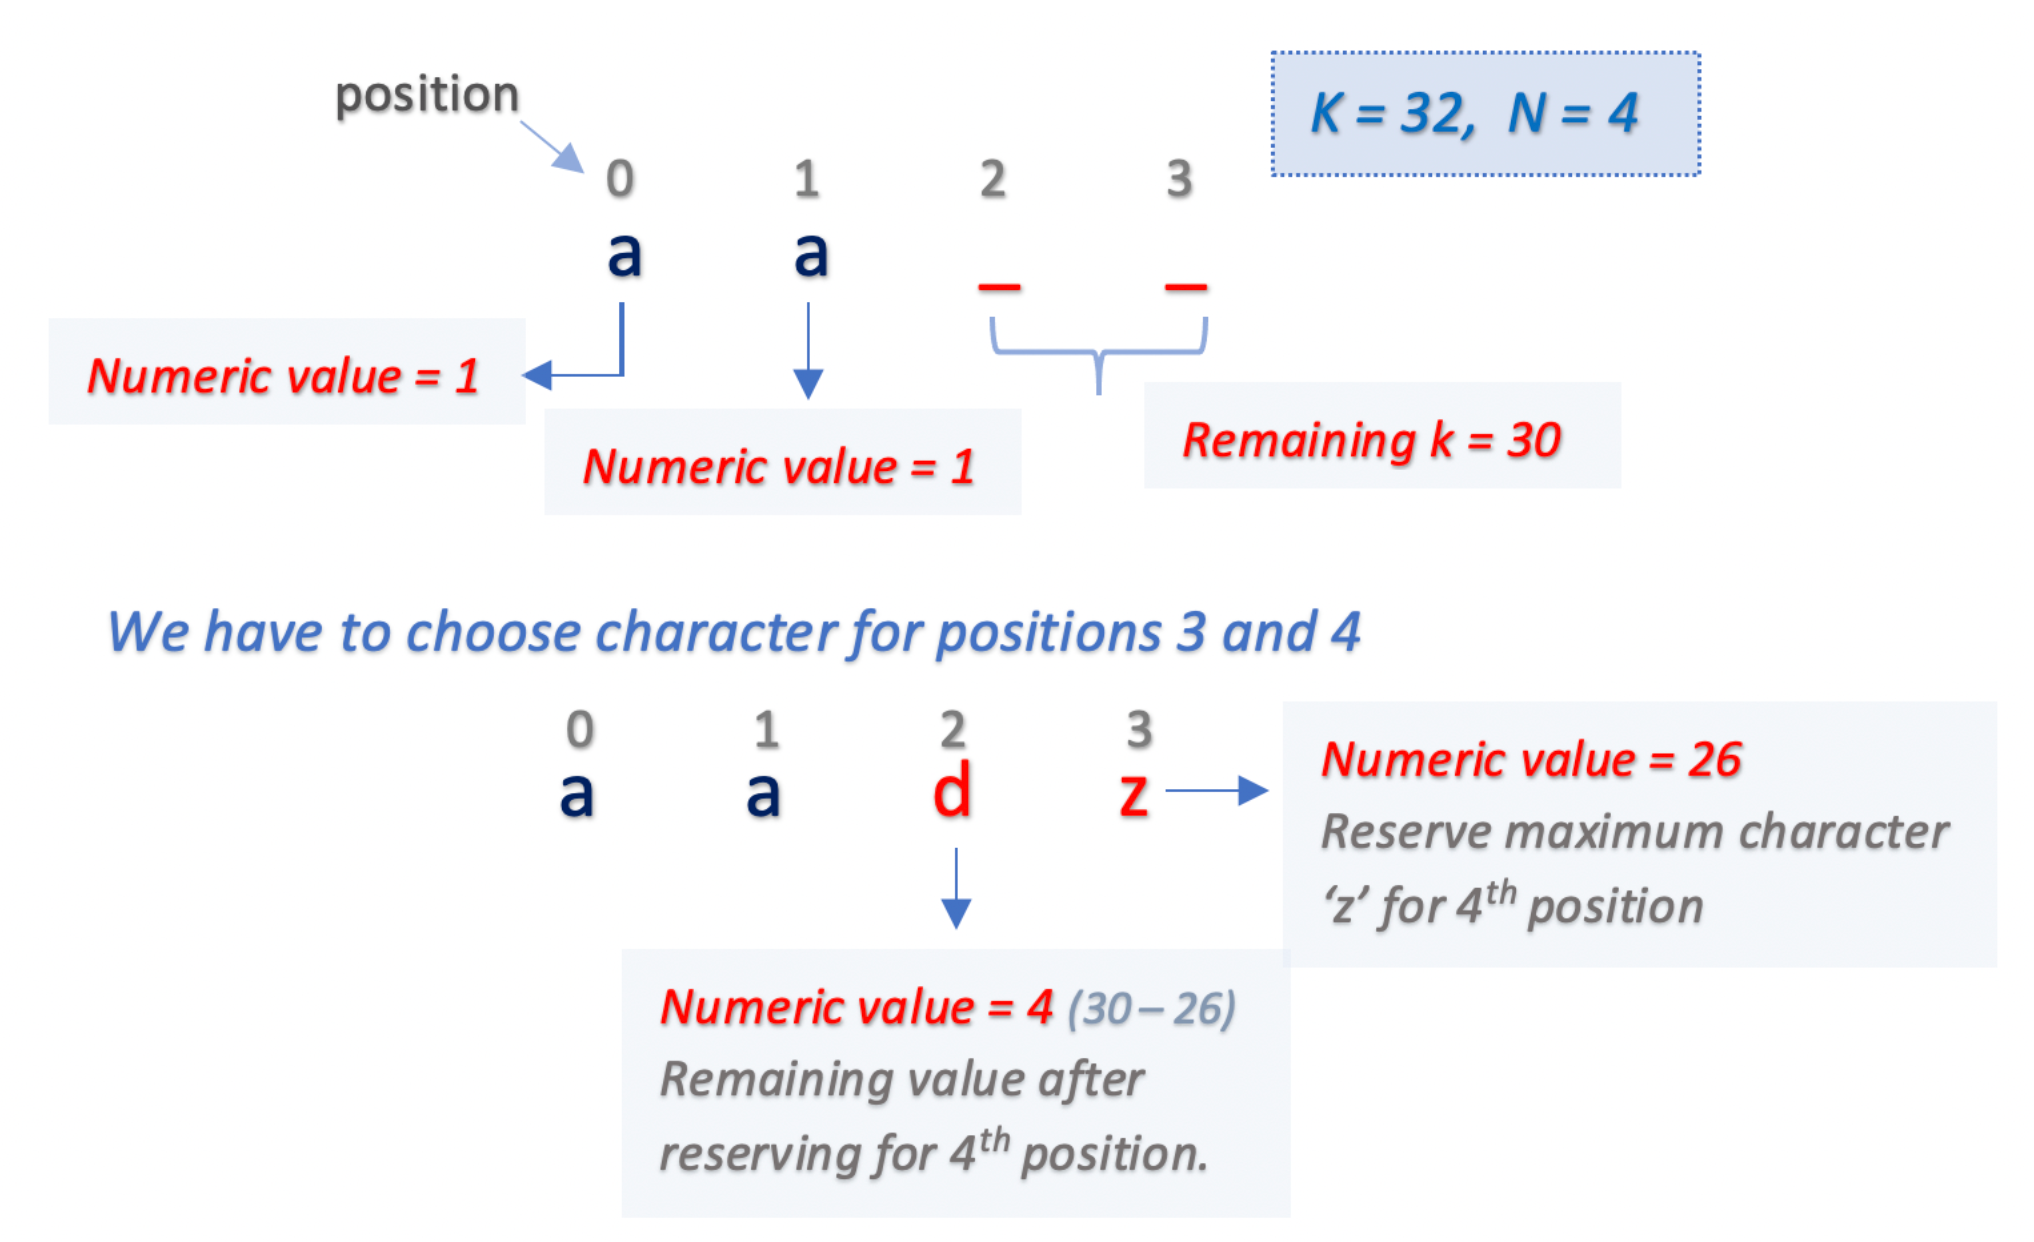 position
K = 32, N = 4
0 1 2 3
a a _ _
Numeric value = 1
Numeric value = 1
Remaining k = 30
We have to choose character for positions 3 and 4
0 1 2 3
a a d z
Numeric value = 26
Reserve maximum character
‘z’ for 4th position
Numeric value = 4 (30 – 26)
Remaining value after
reserving for 4th position.